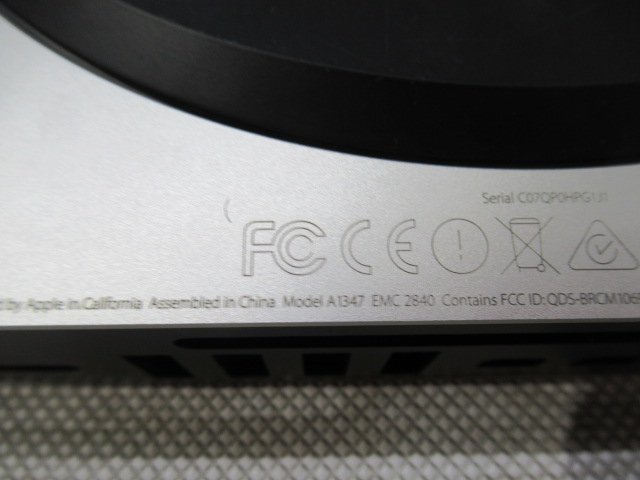 Serial C07QP0HPG1J1
FC CE
by Apple in California Assembled in China Model A1347 EMC 2840 Contains FCC ID: QDS-BRCM106